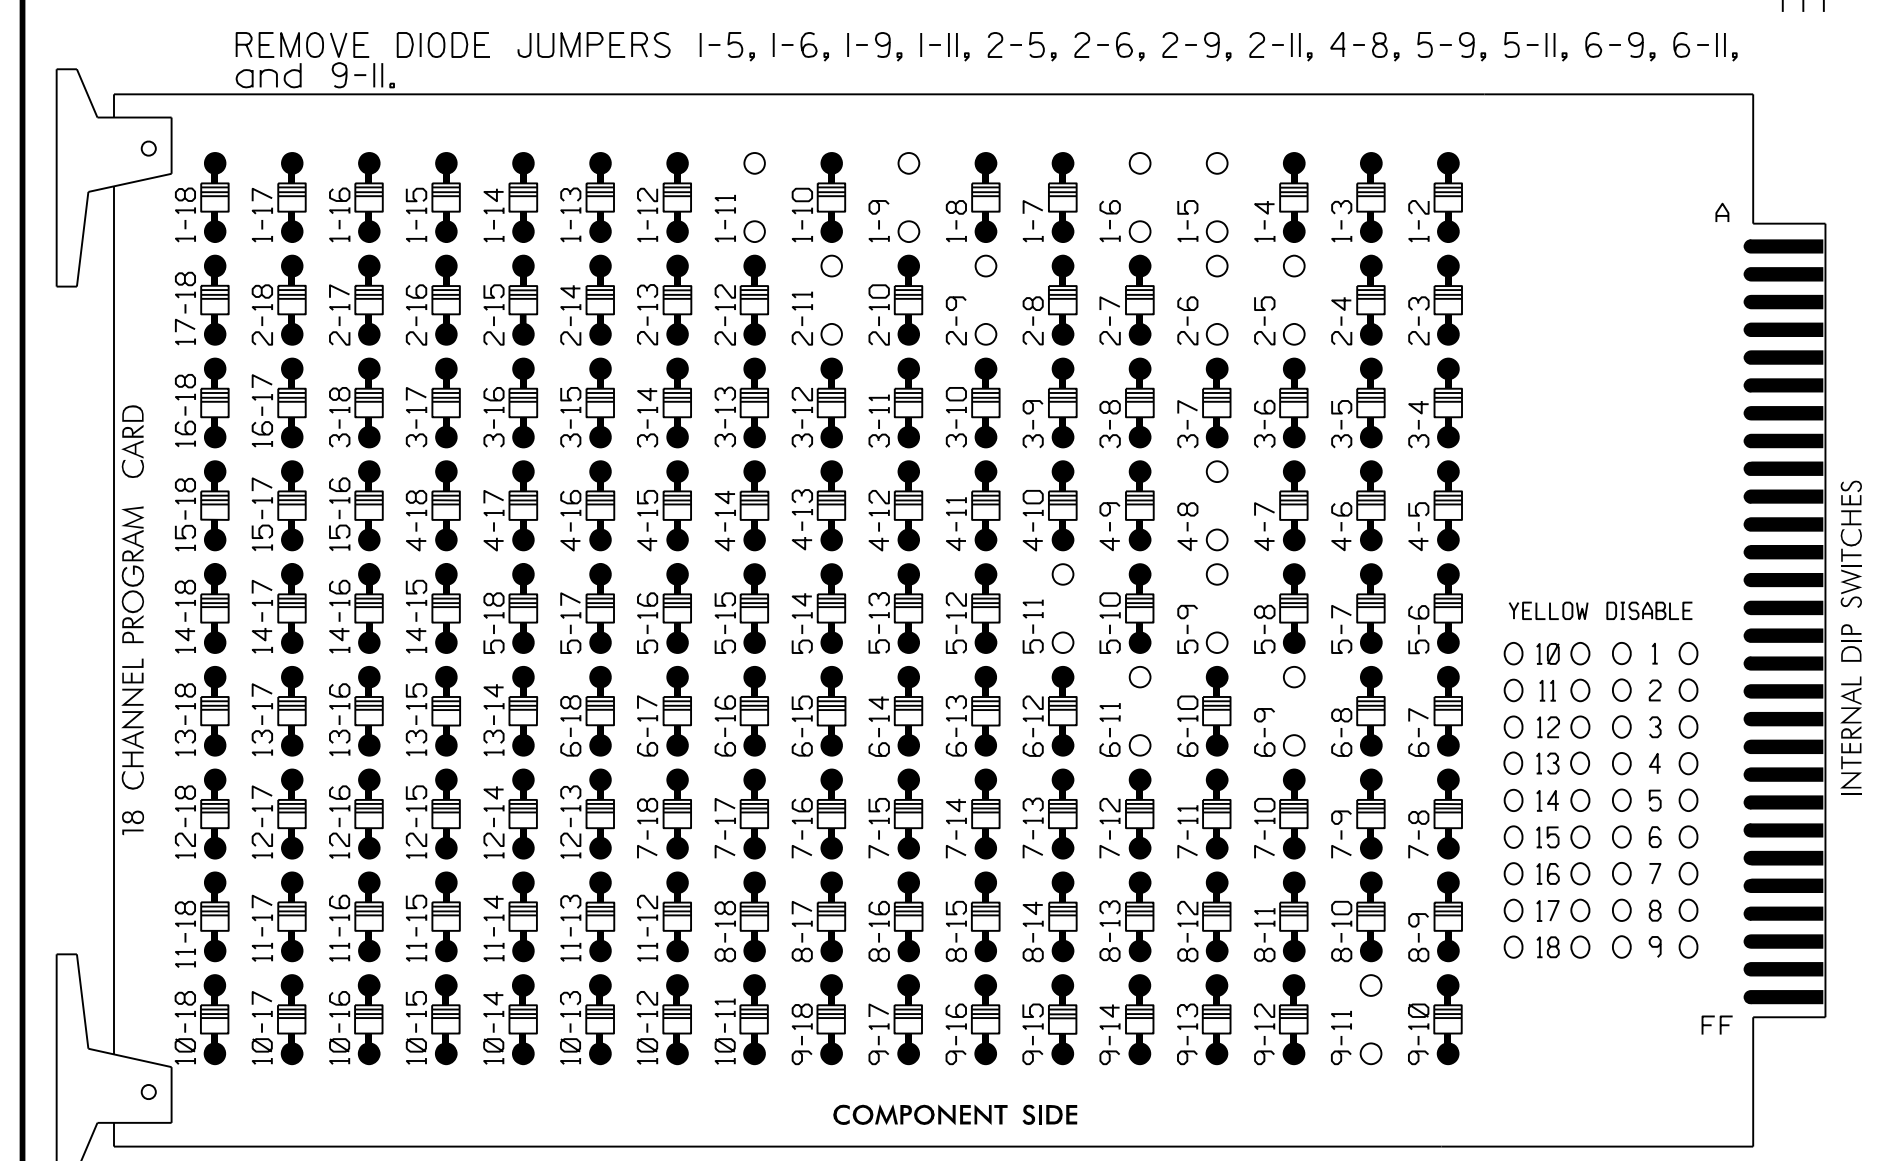 REMOVE DIODE JUMPERS 1-5, 1-6, 1-9, 1-11, 2-5, 2-6, 2-9, 2-11, 4-8, 5-9, 5-11, 6-9, 6-11,
and 9-11.
1-18 1-17 1-16 1-15 1-14 1-13 1-12 1-11 1-10 1-9 1-8 1-7 1-6 1-5 1-4 1-3 1-2
17-18 2-18 2-17 2-16 2-15 2-14 2-13 2-12 2-11 2-10 2-9 2-8 2-7 2-6 2-5 2-4 2-3
16-18 16-17 3-18 3-17 3-16 3-15 3-14 3-13 3-12 3-11 3-10 3-9 3-8 3-7 3-6 3-5 3-4
15-18 15-17 15-16 4-18 4-17 4-16 4-15 4-14 4-13 4-12 4-11 4-10 4-9 4-8 4-7 4-6 4-5
14-18 14-17 14-16 14-15 5-18 5-17 5-16 5-15 5-14 5-13 5-12 5-11 5-10 5-9 5-8 5-7 5-6
13-18 13-17 13-16 13-15 13-14 6-18 6-17 6-16 6-15 6-14 6-13 6-12 6-11 6-10 6-9 6-8 6-7
12-18 12-17 12-16 12-15 12-14 12-13 7-18 7-17 7-16 7-15 7-14 7-13 7-12 7-11 7-10 7-9 7-8
11-18 11-17 11-16 11-15 11-14 11-13 11-12 8-18 8-17 8-16 8-15 8-14 8-13 8-12 8-11 8-10 8-9
10-18 10-17 10-16 10-15 10-14 10-13 10-12 10-11 9-18 9-17 9-16 9-15 9-14 9-13 9-12 9-11 9-10
18 CHANNEL PROGRAM CARD
A
YELLOW DISABLE
10 1
11 2
12 3
13 4
14 5
15 6
16 7
17 8
18 9
FF
INTERNAL DIP SWITCHES
COMPONENT SIDE